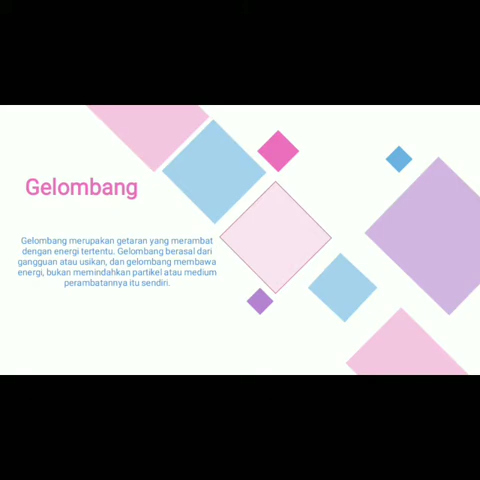 Gelombang
Gelombang merupakan getaran yang merambat
dengan energi tertentu. Gelombang berasal dari
gangguan atau usikan, dan gelombang membawa
energi, bukan memindahkan partikel atau medium
perambatannya itu sendiri.